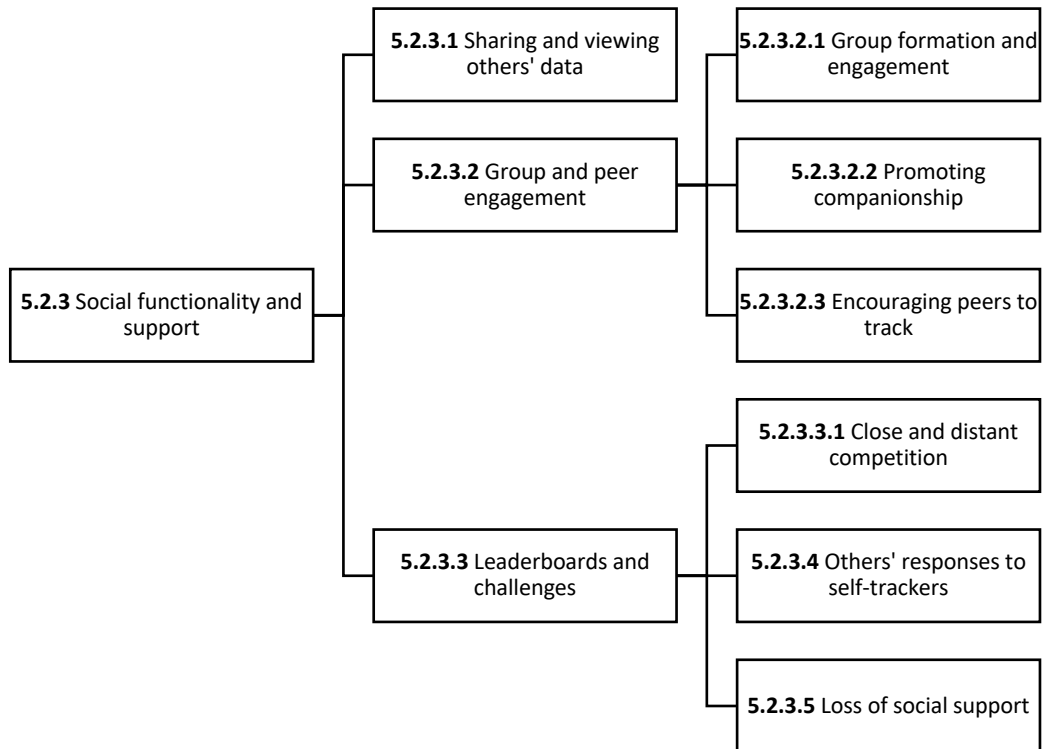 5.2.3.1 Sharing and viewing
others' data
5.2.3.2.1 Group formation and
engagement
5.2.3.2 Group and peer
engagement
5.2.3.2.2 Promoting
companionship
5.2.3 Social functionality and
support
5.2.3.2.3 Encouraging peers to
track
5.2.3.3.1 Close and distant
competition
5.2.3.3 Leaderboards and
challenges
5.2.3.4 Others' responses to
self-trackers
5.2.3.5 Loss of social support